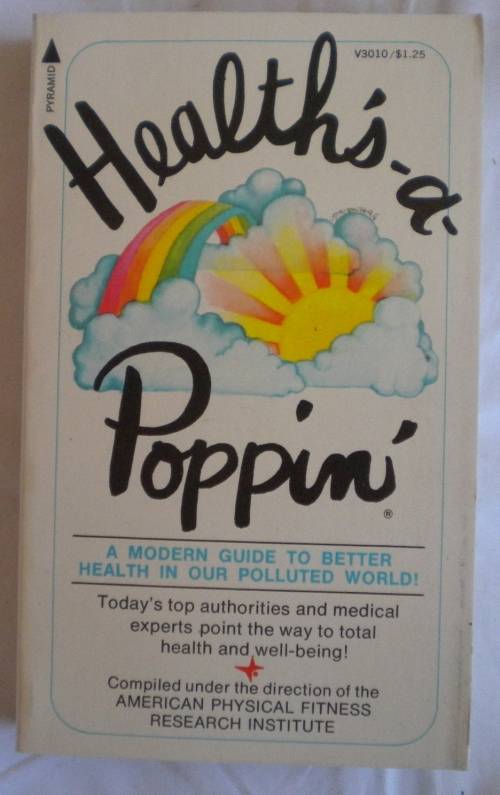 PYRAMID
V3010/$1.25
Health's-a-
Poppin'
®
A MODERN GUIDE TO BETTER
HEALTH IN OUR POLLUTED WORLD!
Today's top authorities and medical
experts point the way to total
health and well-being!
Compiled under the direction of the
AMERICAN PHYSICAL FITNESS
RESEARCH INSTITUTE